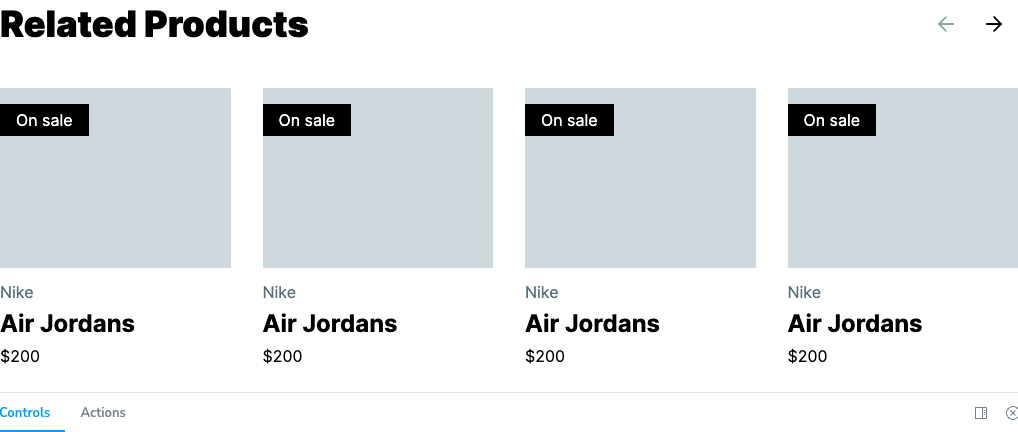 Related Products
On sale On sale On sale On sale
Nike Nike Nike Nike
Air Jordans Air Jordans Air Jordans Air Jordans
$200 $200 $200 $200
Controls Actions